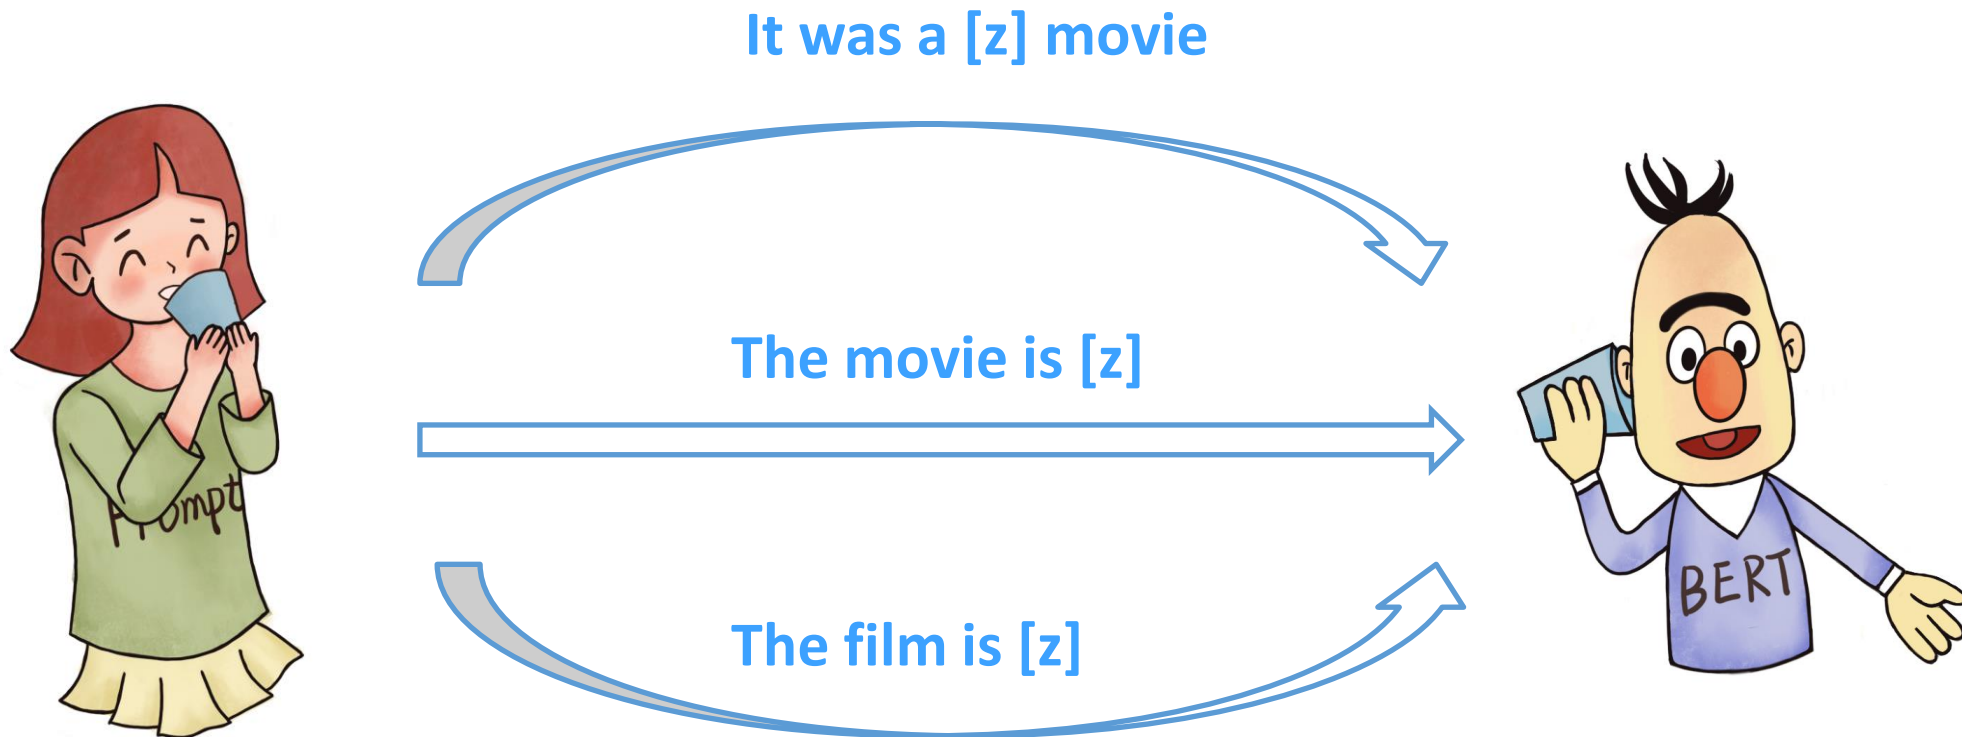 It was a [z] movie
The movie is [z]
Prompt
BERT
The film is [z]